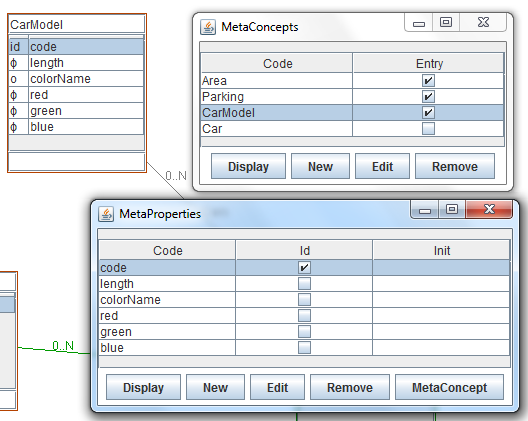 CarModel
id code
ϕ length
o colorName
ϕ red
ϕ green
ϕ blue
0..N
MetaConcepts
Code Entry
Area
Parking
CarModel
Car
Display New Edit Remove
MetaProperties
Code Id Init
code
length
colorName
red
green
blue
Display New Edit Remove MetaConcept
0..N